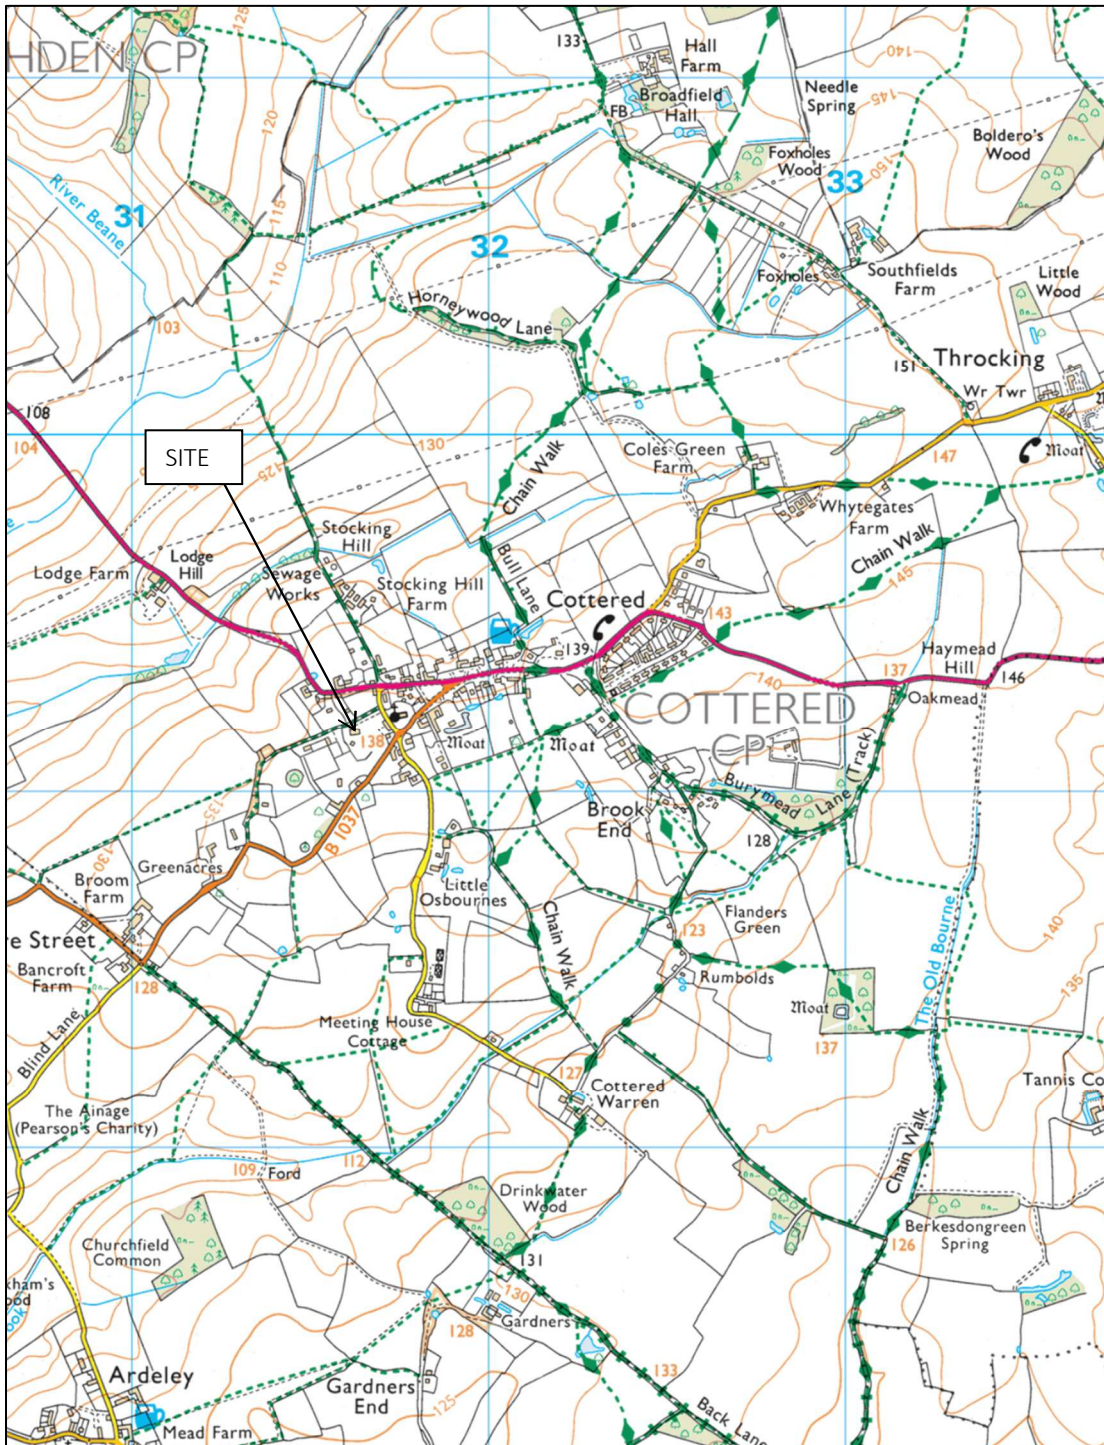 125
HDEN CP
133
Hall
Farm
140
Needle
Spring
Broadfield
Hall
FB
145
120
Boldero's
Wood
Foxholes
Wood
33
150
River Beane
31
115
32
110
Southfields
Farm
Foxholes
Little
Wood
Horneywood Lane
103
Throcking
151
Wr Twr
108
104
130
SITE
125
Chain Walk
Coles Green
Farm
147
Moat
Whytegates
Farm
Stocking
Hill
Chain Walk
145
Lodge
Hill
Lodge Farm
Sewage
Works
Stocking Hill
Farm
Bull Lane
Cottered
143
139
Haymead
Hill
137
146
140
Oakmead
COTTERED
CP
138
Moat
Moat
Burymead
Lane (Track)
135
B 1037
Brook
End
128
130
Greenacres
Broom
Farm
Little
Osbournes
Chain Walk
Flanders
Green
123
140
re Street
The Old Bourne
Bancroft
Farm
128
Rumbolds
135
Moat
Blind Lane
Meeting House
Cottage
137
127
Cottered
Warren
Tannis Co
The Ainage
(Pearson's Charity)
Chain Walk
112
109
Ford
Drinkwater
Wood
Churchfield
Common
Berkesdongreen
Spring
126
131
kham's
ood
ook
130
Gardners
128
133
Ardeley
Gardners
End
125
Back Lane
Mead Farm